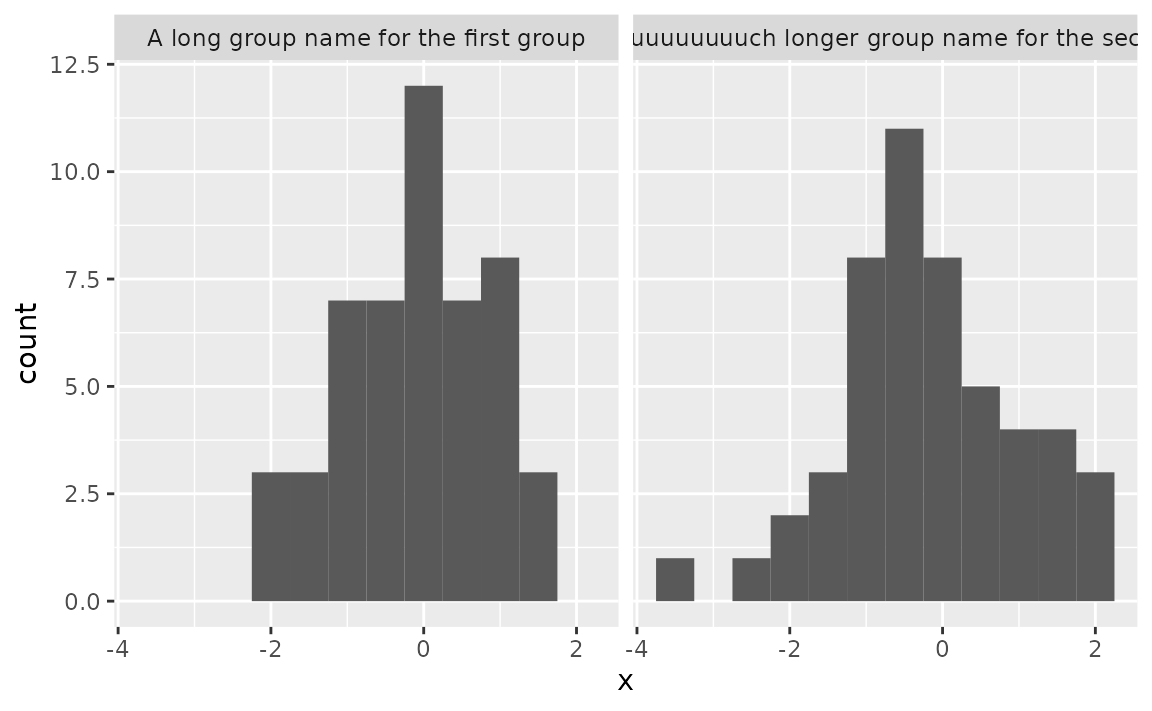 A long group name for the first group
uuuuuuuuch longer group name for the sec
12.5
10.0
7.5
5.0
2.5
0.0
count
-4 -2 0 2
-4 -2 0 2
x